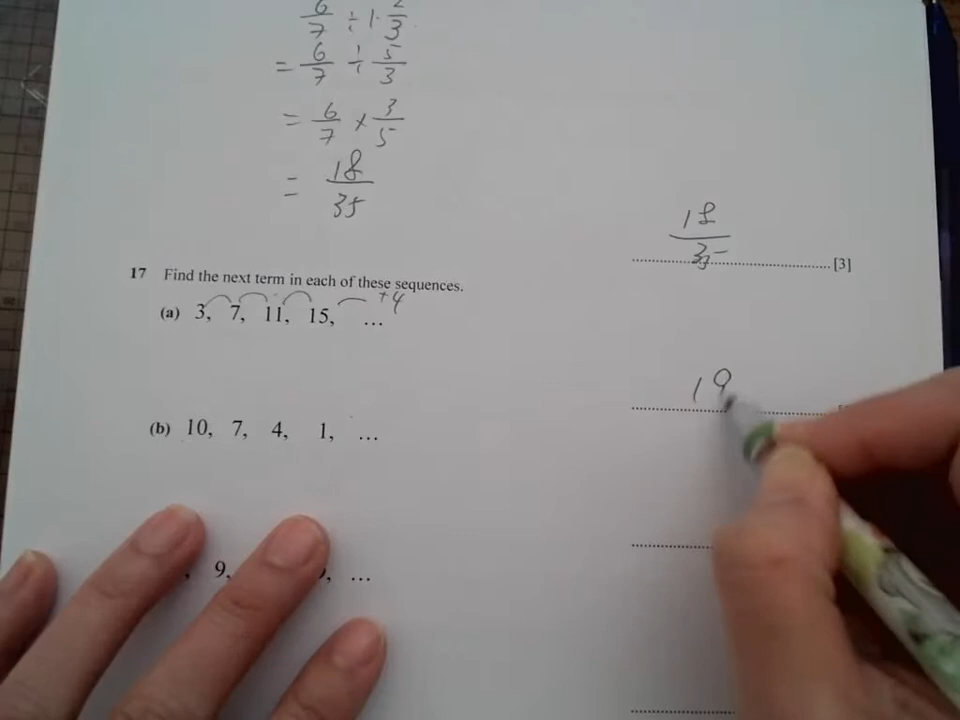 6/7 ÷ 1 2/3
= 6/7 ÷ 5/3
= 6/7 × 3/5
= 18/35
18/35
[3]
17 Find the next term in each of these sequences.
+4
(a) 3, 7, 11, 15, ...
19
(b) 10, 7, 4, 1, ...
9, , ...